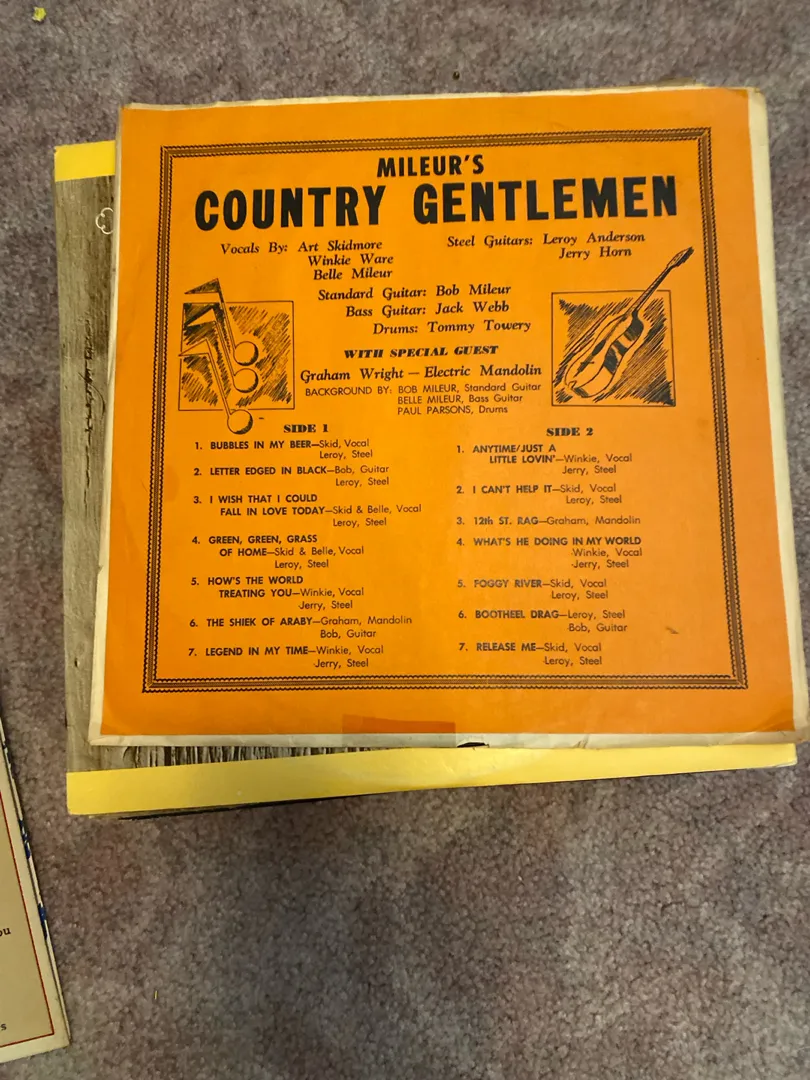 MILEUR'S
COUNTRY GENTLEMEN
Vocals By: Art Skidmore
Winkie Ware
Belle Mileur
Steel Guitars: Leroy Anderson
Jerry Horn
Standard Guitar: Bob Mileur
Bass Guitar: Jack Webb
Drums: Tommy Towery
WITH SPECIAL GUEST
Graham Wright — Electric Mandolin
BACKGROUND BY: BOB MILEUR, Standard Guitar
BELLE MILEUR, Bass Guitar
PAUL PARSONS, Drums
SIDE 1
1. BUBBLES IN MY BEER—Skid, Vocal
Leroy, Steel
2. LETTER EDGED IN BLACK—Bob, Guitar
Leroy, Steel
3. I WISH THAT I COULD
FALL IN LOVE TODAY—Skid & Belle, Vocal
Leroy, Steel
4. GREEN, GREEN, GRASS
OF HOME—Skid & Belle, Vocal
Leroy, Steel
5. HOW'S THE WORLD
TREATING YOU—Winkie, Vocal
Jerry, Steel
6. THE SHIEK OF ARABY—Graham, Mandolin
Bob, Guitar
7. LEGEND IN MY TIME—Winkie, Vocal
Jerry, Steel
SIDE 2
1. ANYTIME/JUST A
LITTLE LOVIN'—Winkie, Vocal
Jerry, Steel
2. I CAN'T HELP IT—Skid, Vocal
Leroy, Steel
3. 12th ST. RAG—Graham, Mandolin
4. WHAT'S HE DOING IN MY WORLD
Winkie, Vocal
Jerry, Steel
5. FOGGY RIVER—Skid, Vocal
Leroy, Steel
6. BOOTHEEL DRAG—Leroy, Steel
Bob, Guitar
7. RELEASE ME—Skid, Vocal
Leroy, Steel